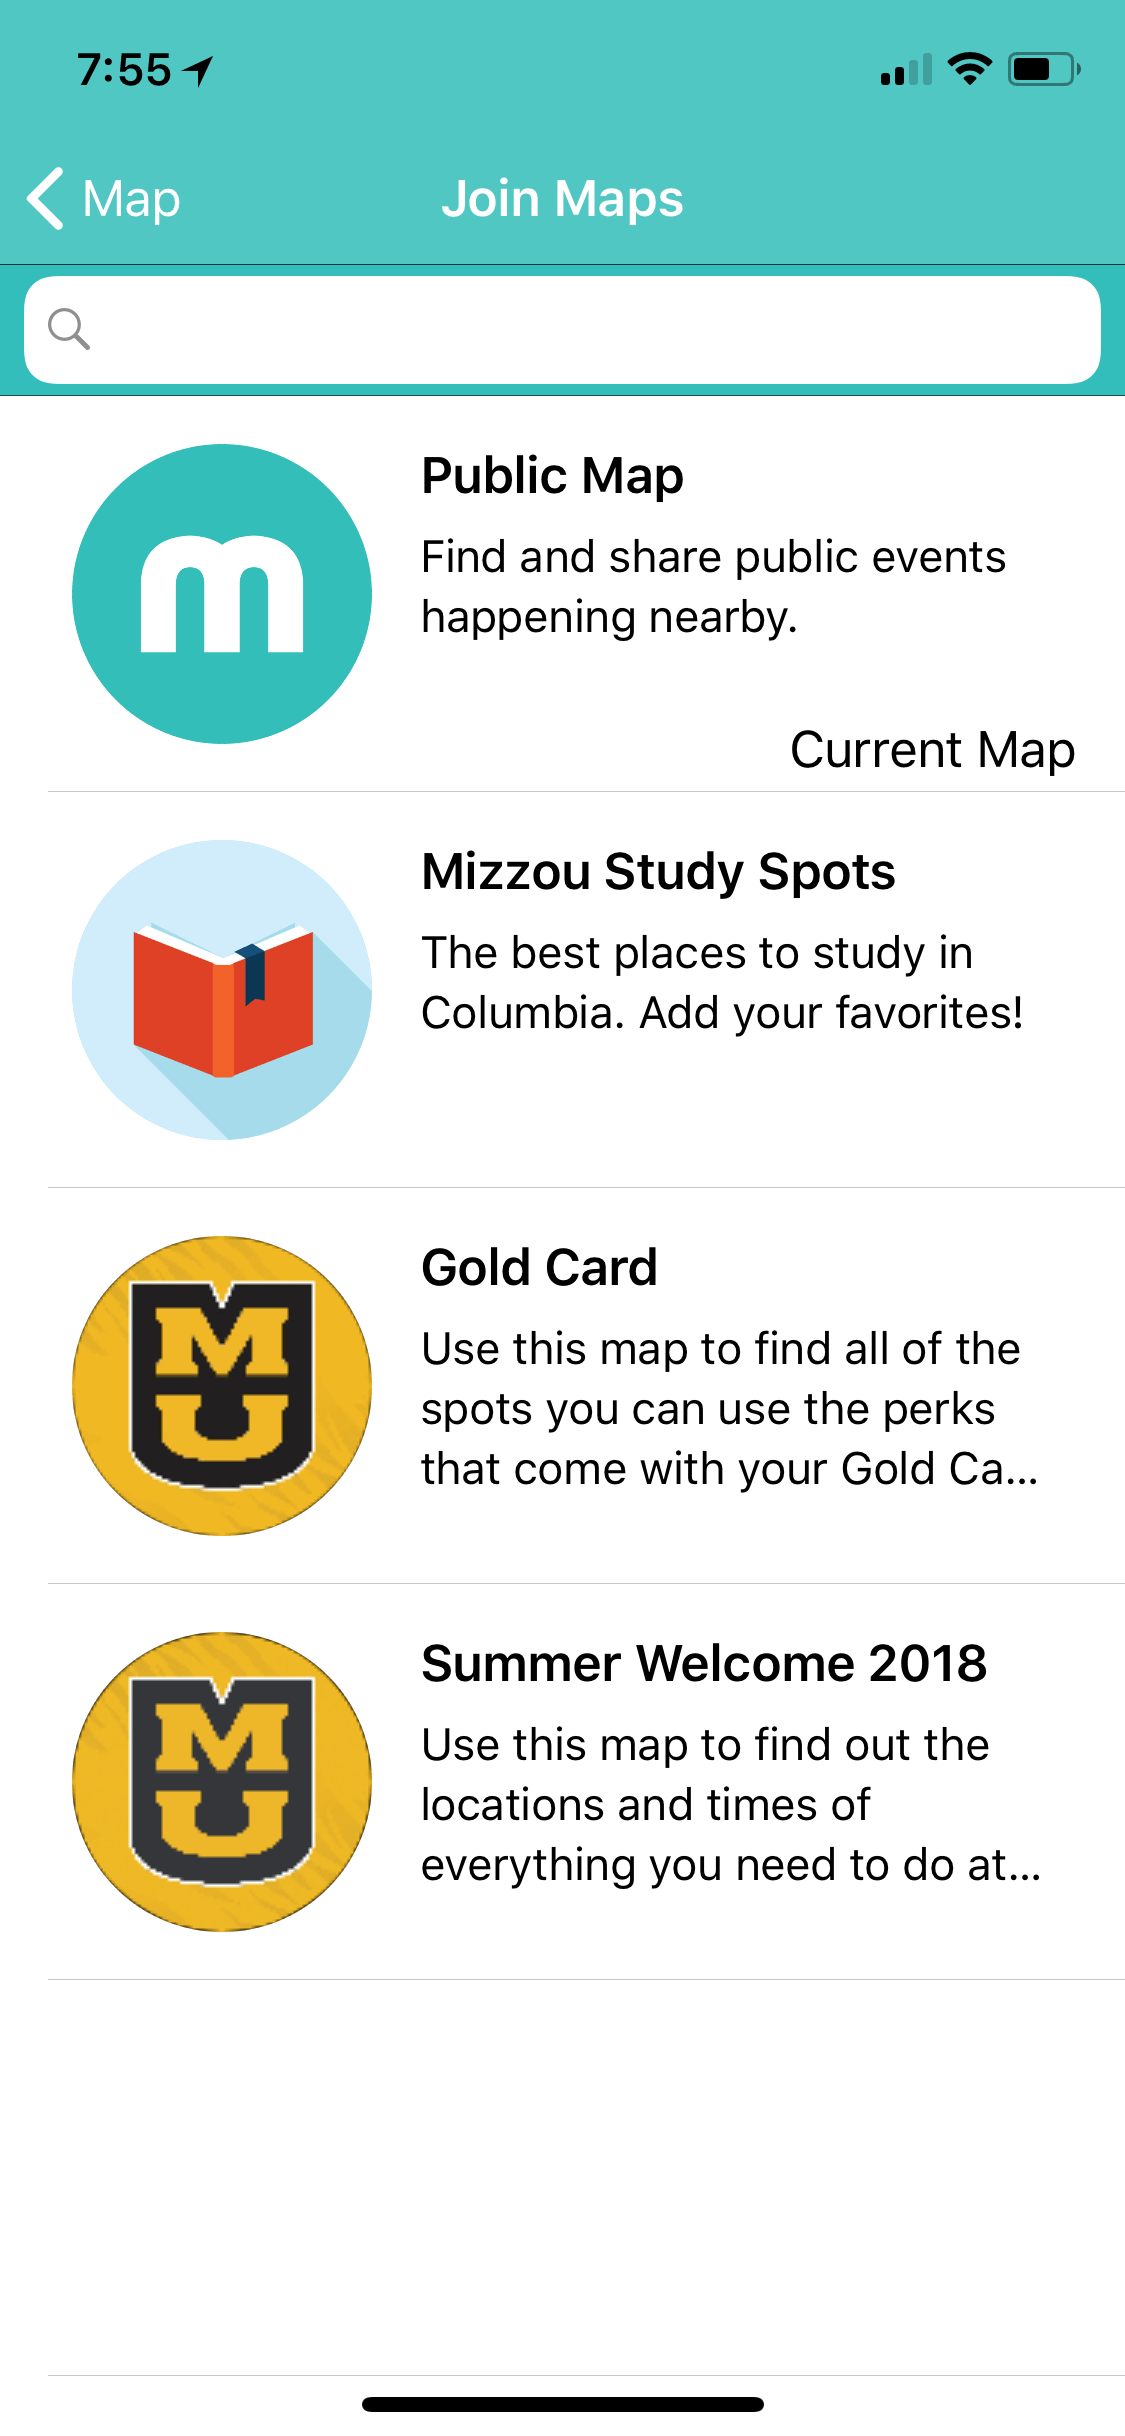 7:55
Map
Join Maps
m
Public Map
Find and share public events
happening nearby.
Current Map
Mizzou Study Spots
The best places to study in
Columbia. Add your favorites!
M
U
Gold Card
Use this map to find all of the
spots you can use the perks
that come with your Gold Ca...
M
U
Summer Welcome 2018
Use this map to find out the
locations and times of
everything you need to do at...